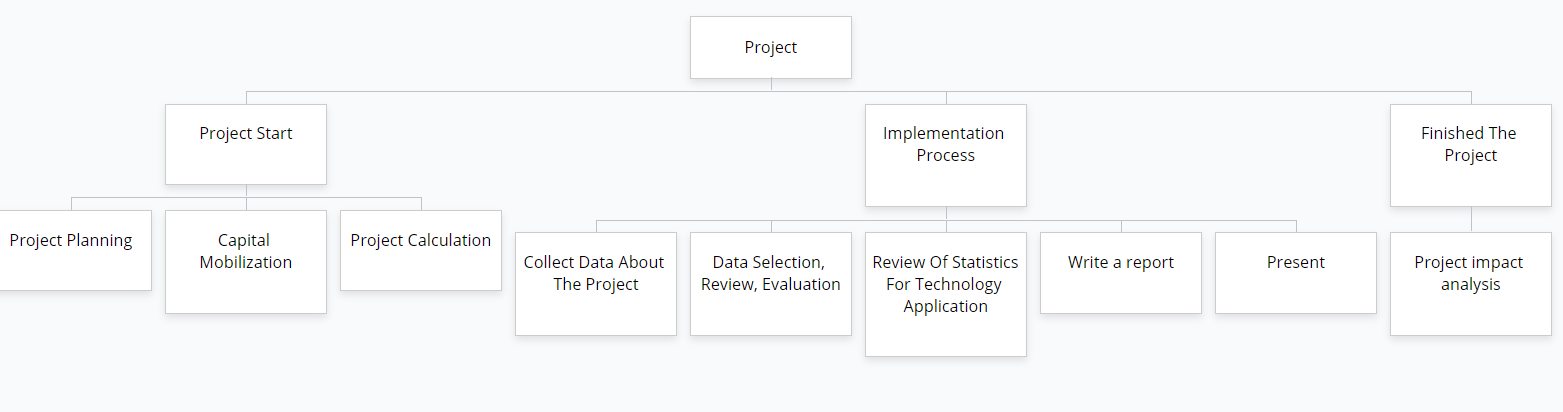 Project
Project Start
Implementation
Process
Finished The
Project
Project Planning
Capital
Mobilization
Project Calculation
Collect Data About
The Project
Data Selection,
Review, Evaluation
Review Of Statistics
For Technology
Application
Write a report
Present
Project impact
analysis